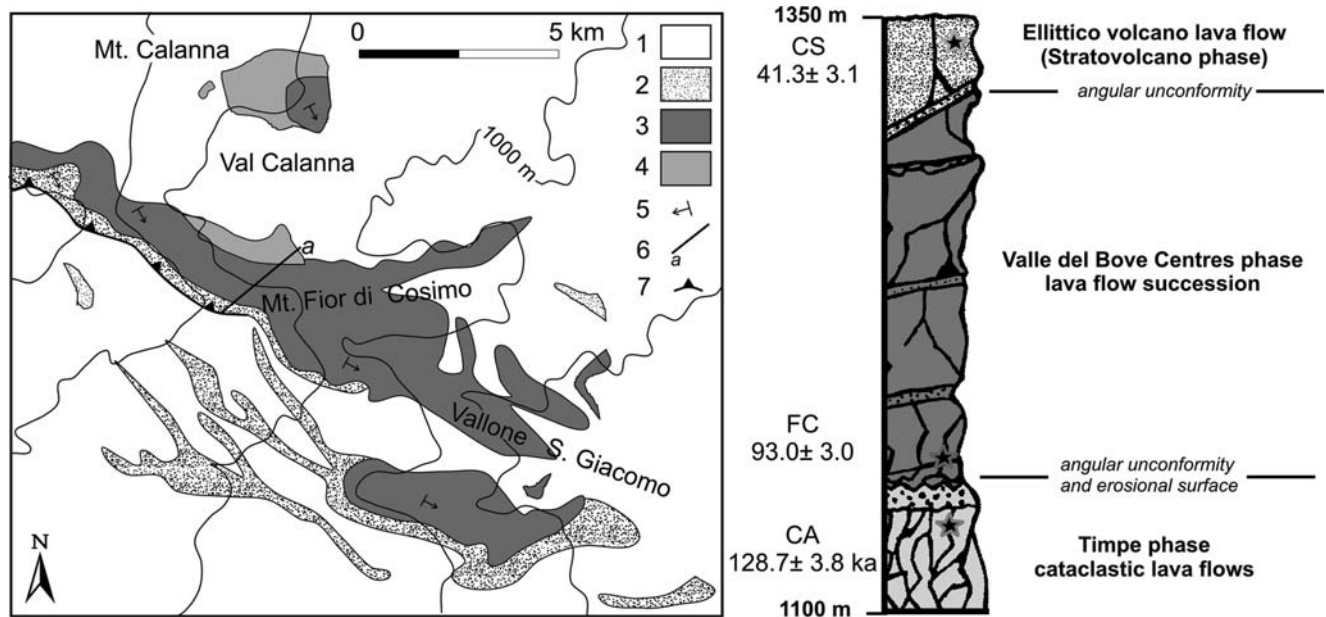 Mt. Calanna
0 5 km
1
2
3
4
5
6
a
7
Val Calanna
1000 m
a
Mt. Fior di Cosimo
Vallone S. Giacomo
N
1350 m
CS
41.3± 3.1
Ellittico volcano lava flow
(Stratovolcano phase)
angular unconformity
Valle del Bove Centres phase
lava flow succession
FC
93.0± 3.0
angular unconformity
and erosional surface
CA
128.7± 3.8 ka
Timpe phase
cataclastic lava flows
1100 m